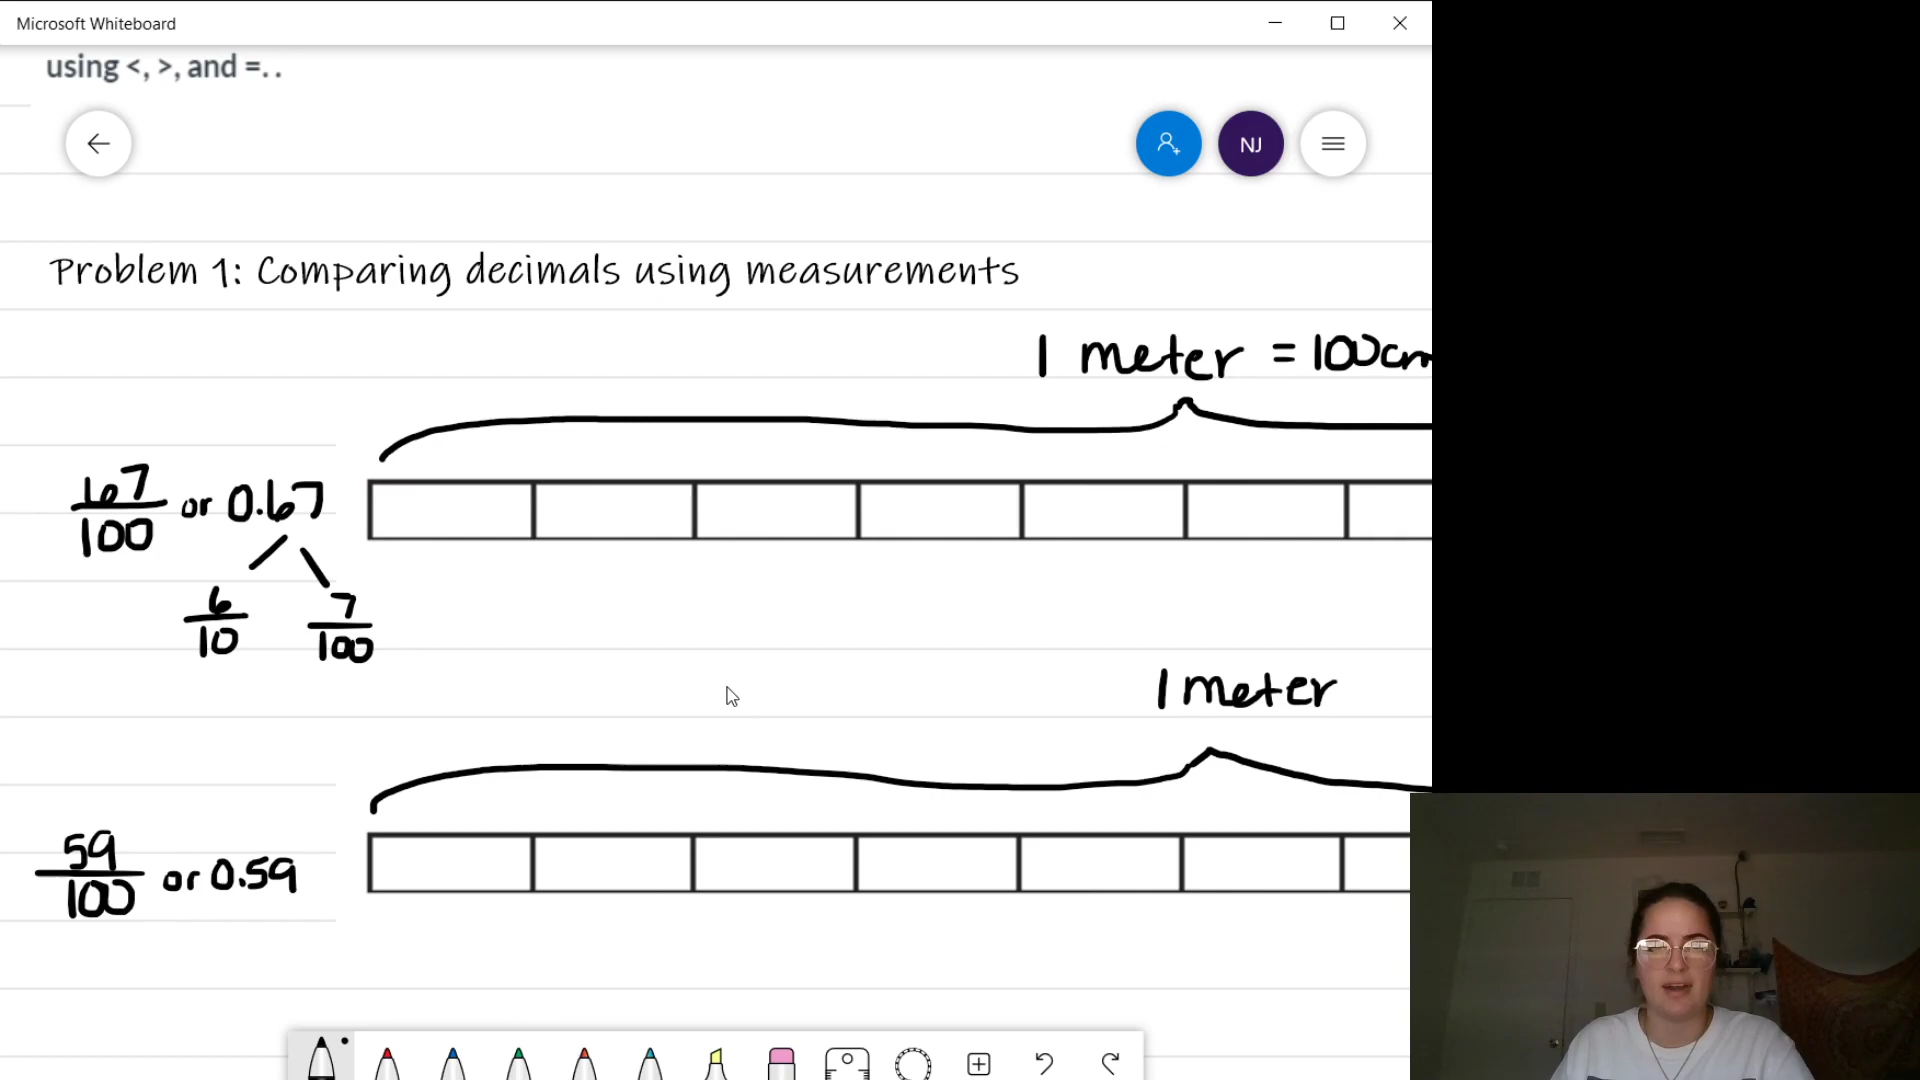 Microsoft Whiteboard
using <, >, and =. .
NJ
Problem 1: Comparing decimals using measurements
1 meter = 100cm
67/100 or 0.67
6/10 7/100
1 meter
59/100 or 0.59